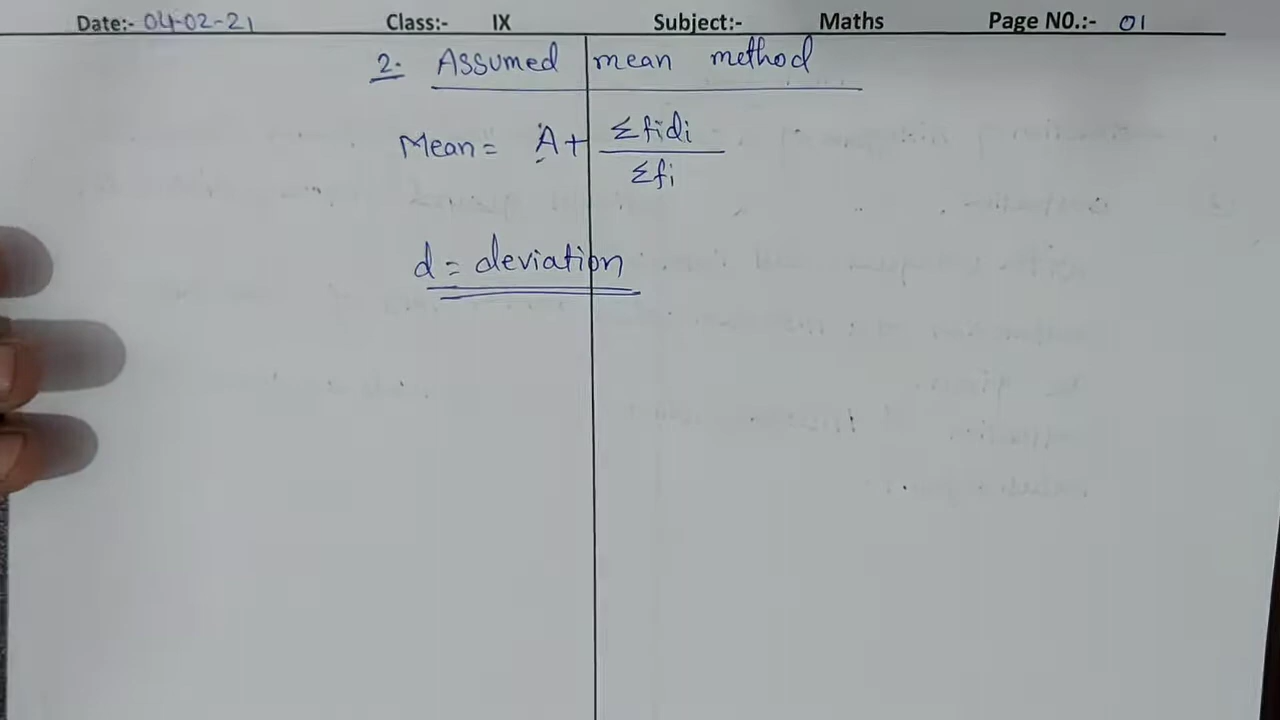 Date:- 04-02-21 Class:- IX Subject:- Maths Page NO.:- 01
2. Assumed mean method
Mean = A + Σfidi
Σfi
d = deviation